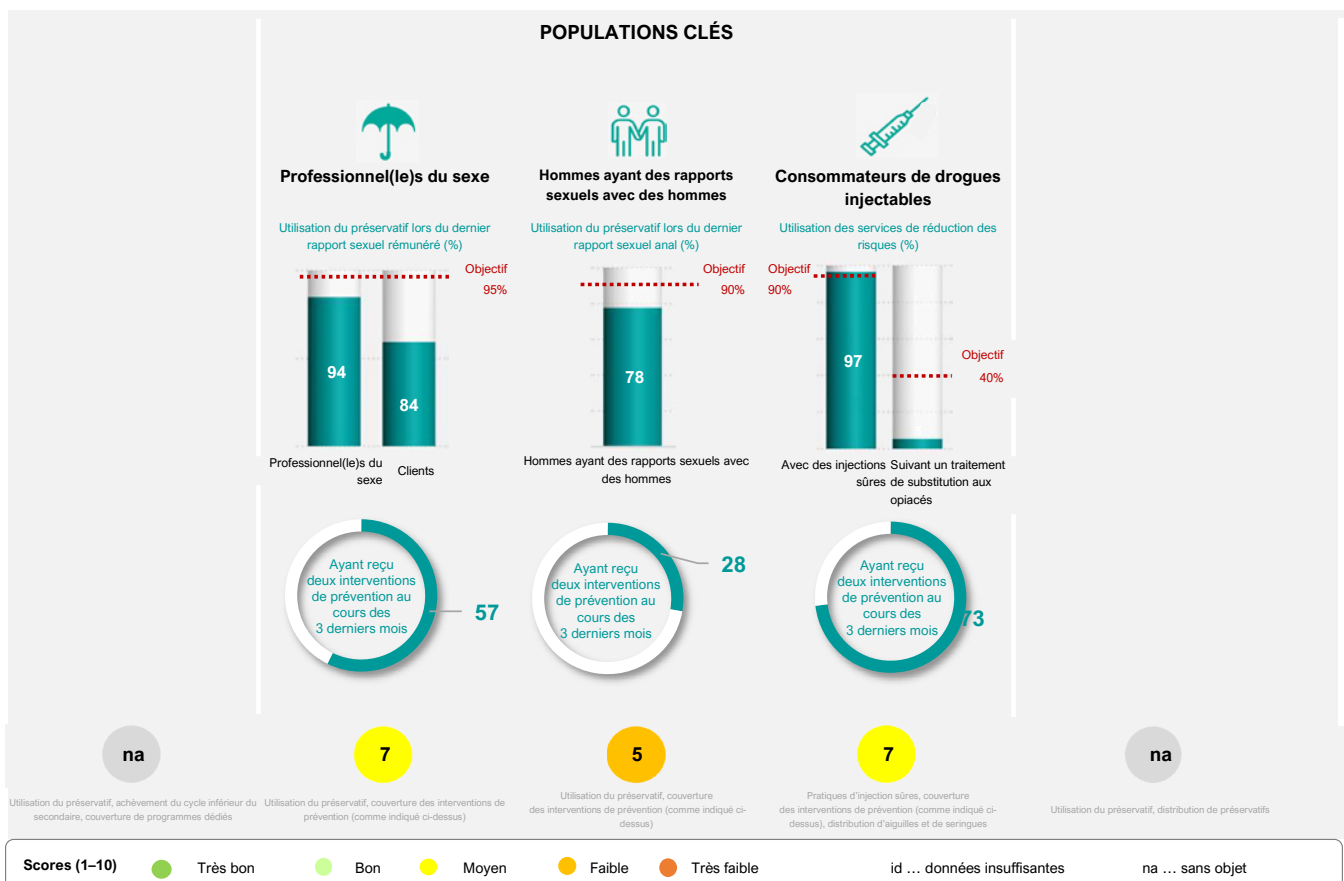 POPULATIONS CLÉS
Professionnel(le)s du sexe
Utilisation du préservatif lors du dernier
rapport sexuel rémunéré (%)
Objectif
95%
94
84
Professionnel(le)s du
sexe
Clients
Ayant reçu
deux interventions
de prévention au
cours des
3 derniers mois
57
Hommes ayant des rapports
sexuels avec des hommes
Utilisation du préservatif lors du dernier
rapport sexuel anal (%)
Objectif
90%
78
Hommes ayant des rapports sexuels avec
des hommes
Ayant reçu
deux interventions
de prévention au
cours des
3 derniers mois
28
Consommateurs de drogues
injectables
Utilisation des services de réduction des
risques (%)
Objectif
90%
97
Objectif
40%
Avec des injections
sûres
Suivant un traitement
de substitution aux
opiacés
Ayant reçu
deux interventions
de prévention au
cours des
3 derniers mois
73
na
Utilisation du préservatif, achèvement du cycle inférieur du
secondaire, couverture de programmes dédiés
7
Utilisation du préservatif, couverture des interventions de
prévention (comme indiqué ci-dessus)
5
Utilisation du préservatif, couverture
des interventions de prévention (comme indiqué ci-
dessus)
7
Pratiques d'injection sûres, couverture
des interventions de prévention (comme indiqué ci-
dessus), distribution d'aiguilles et de seringues
na
Utilisation du préservatif, distribution de préservatifs
Scores (1–10) Très bon Bon Moyen Faible Très faible id … données insuffisantes na … sans objet